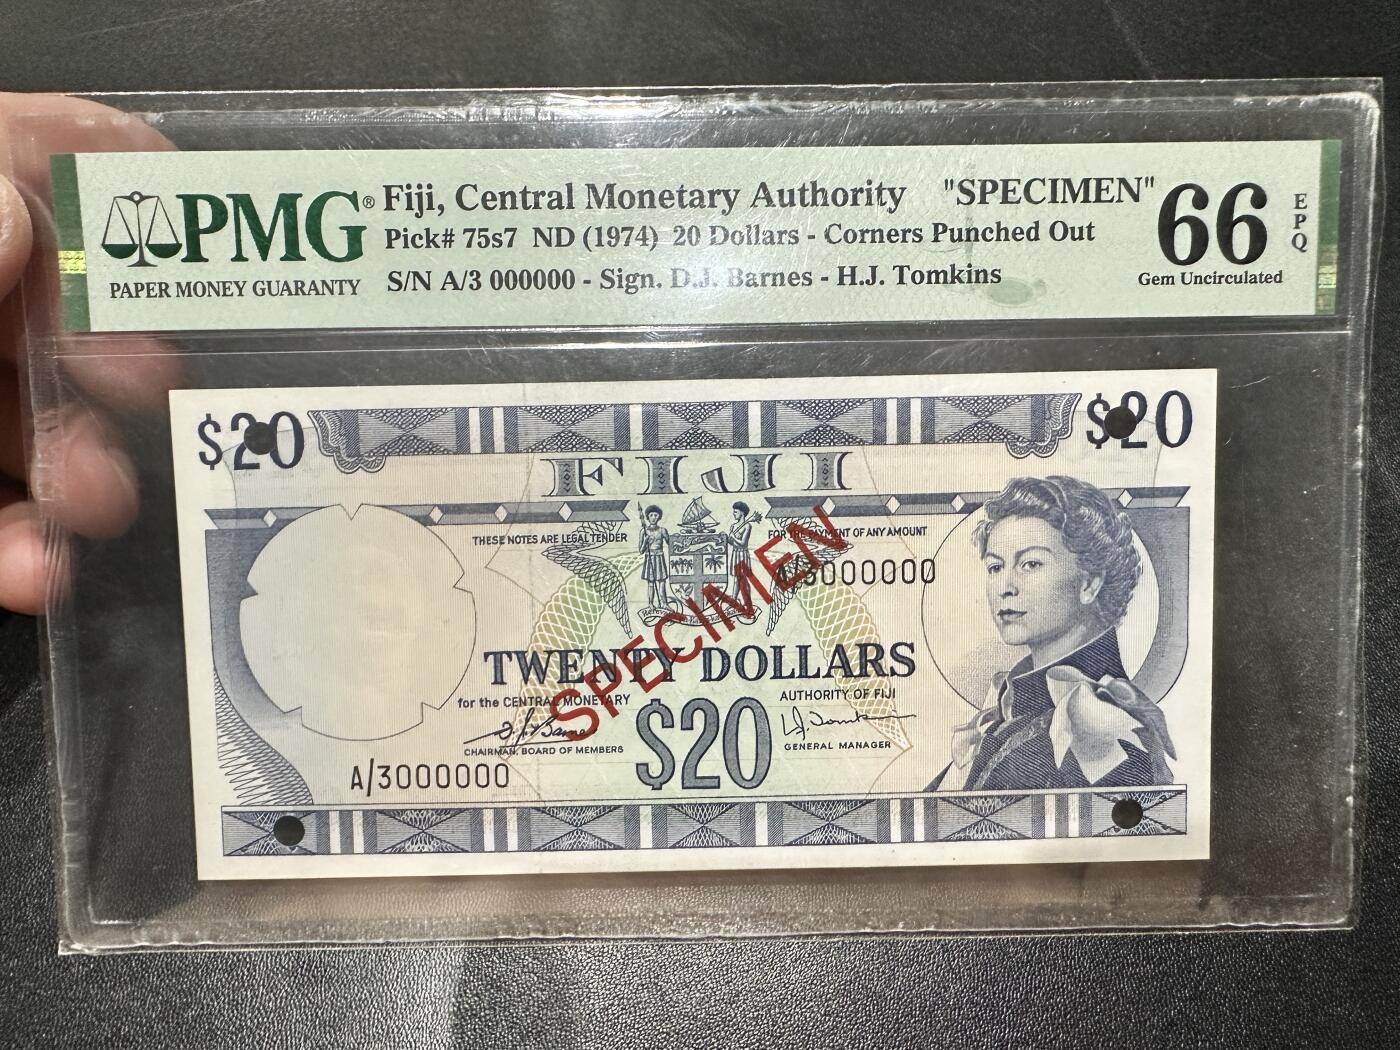 PMG®
PAPER MONEY GUARANTY
Fiji, Central Monetary Authority "SPECIMEN"
Pick# 75s7 ND (1974) 20 Dollars - Corners Punched Out
S/N A/3 000000 - Sign. D.J. Barnes - H.J. Tomkins
66
EPQ
Gem Uncirculated
$20
$20
FIJI
THESE NOTES ARE LEGAL TENDER
FOR THE PAYMENT OF ANY AMOUNT
A/3000000
SPECIMEN
TWENTY DOLLARS
for the CENTRAL MONETARY
AUTHORITY OF FIJI
$20
CHAIRMAN, BOARD OF MEMBERS
GENERAL MANAGER
A/3000000